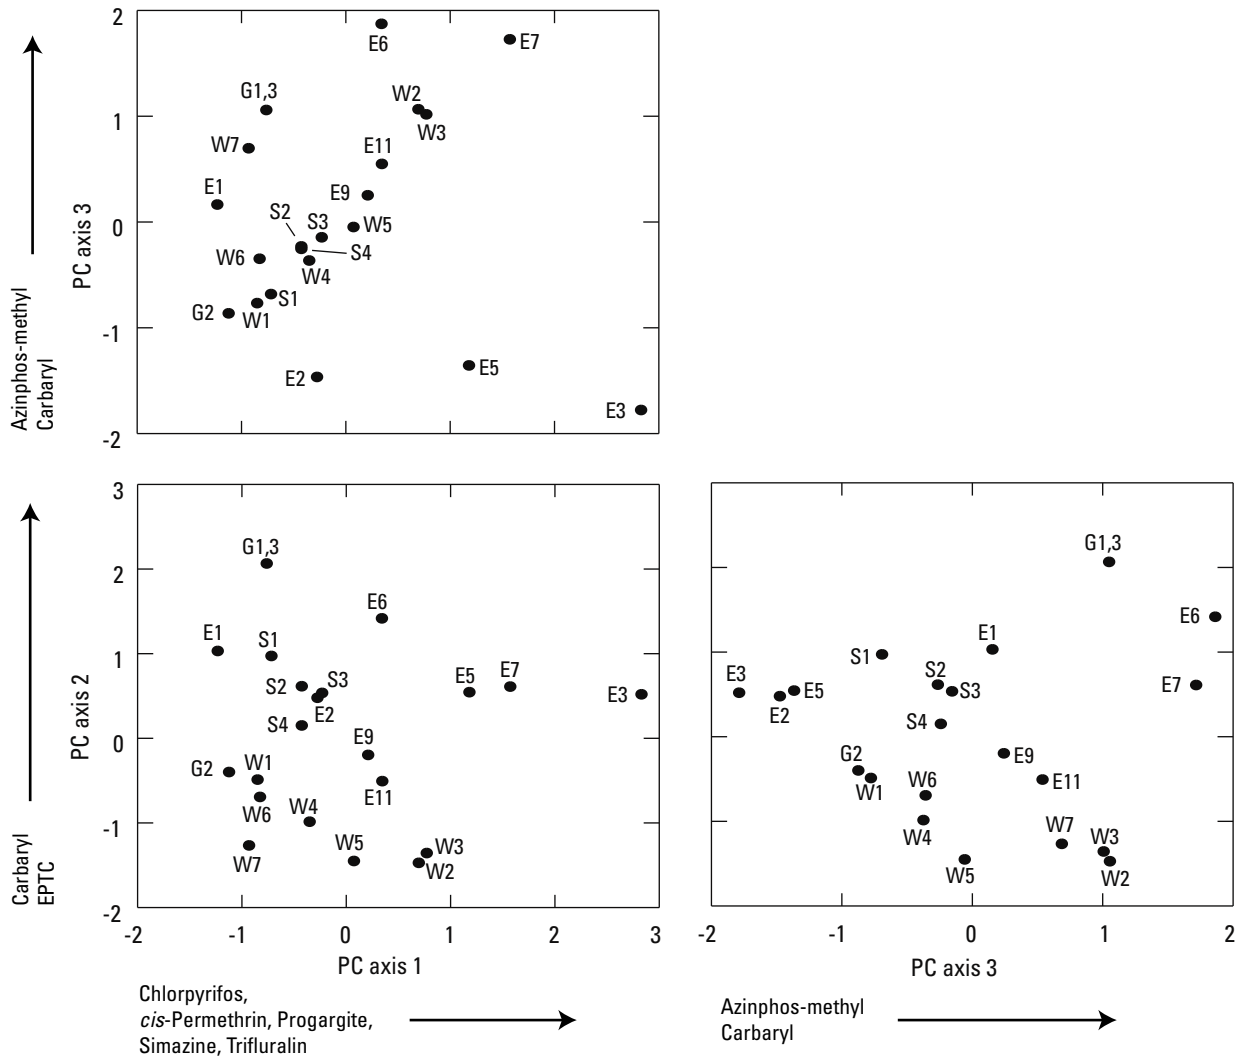 2
E6
E7
G1,3
W2
1
W3
W7
E11
E1
E9
S2
S3
W5
0
S4
W6
W4
S1
G2
W1
-1
E2
E5
E3
-2
PC axis 3
Azinphos-methyl
Carbaryl
3
G1,3
2
E6
E1
S1
1
S2
S3
E5
E7
E3
E2
S4
E9
0
G2
W1
W6
E11
W4
-1
W7
W5
W3
W2
-2
PC axis 2
Carbaryl
EPTC
-2
-1
0
1
2
3
PC axis 1
Chlorpyrifos,
cis-Permethrin, Progargite,
Simazine, Trifluralin
G1,3
E6
E1
S1
E3
S2
E5
S3
E7
E2
S4
G2
E9
W1
W6
E11
W4
W7
W3
W5
W2
-2
-1
0
1
2
PC axis 3
Azinphos-methyl
Carbaryl